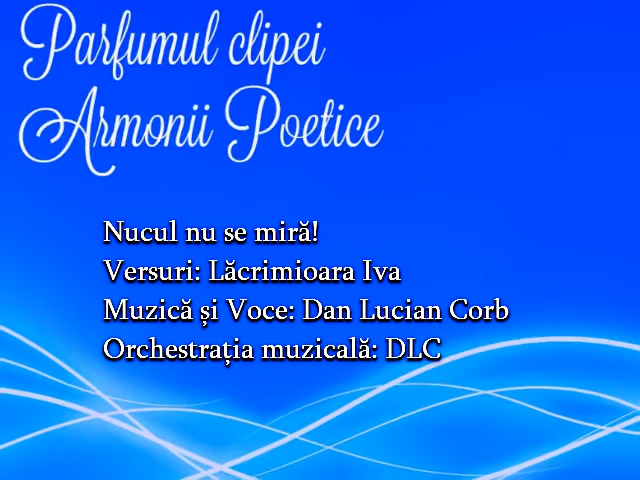 Parfumul clipei
Armonii Poetice
Nucul nu se miră!
Versuri: Lăcrimioara Iva
Muzică și Voce: Dan Lucian Corb
Orchestrația muzicală: DLC